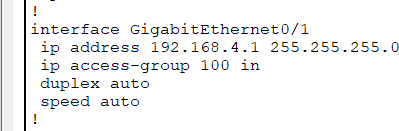 !
interface GigabitEthernet0/1
ip address 192.168.4.1 255.255.255.0
ip access-group 100 in
duplex auto
speed auto
!